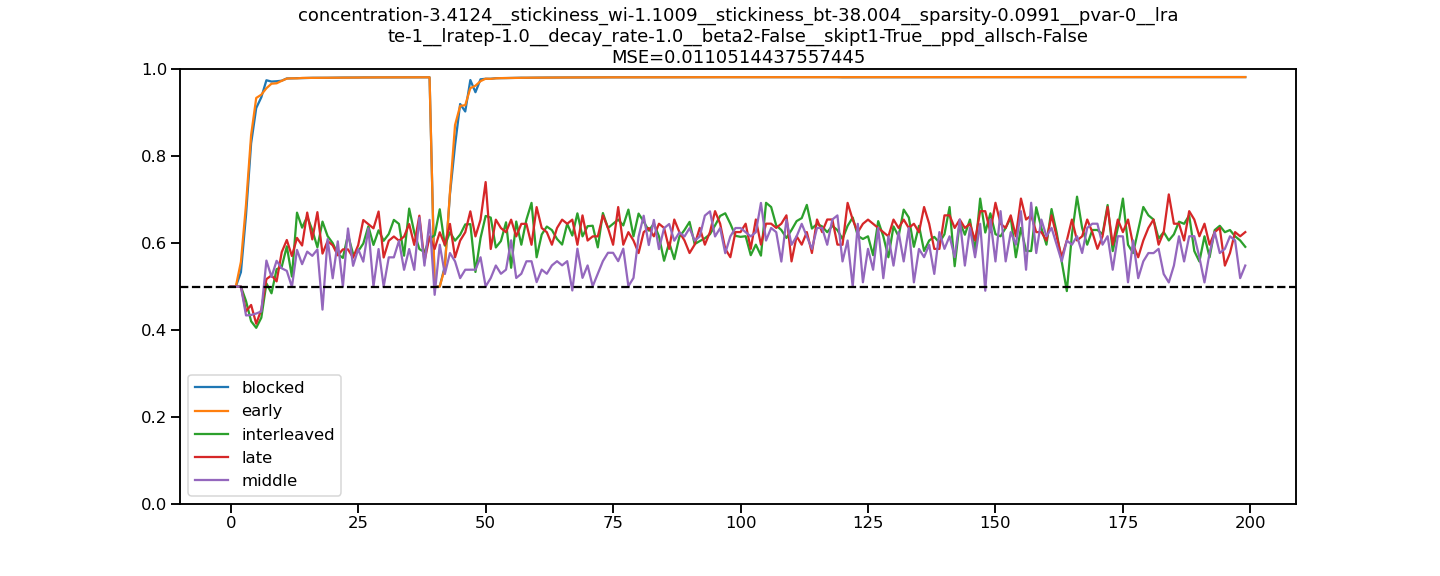 concentration-3.4124__stickiness_wi-1.1009__stickiness_bt-38.004__sparsity-0.0991__pvar-0__lra
te-1__lratep-1.0__decay_rate-1.0__beta2-False__skipt1-True__ppd_allsch-False
MSE=0.0110514437557445
1.0
0.8
0.6
0.4
0.2
0.0
blocked
early
interleaved
late
middle
0 25 50 75 100 125 150 175 200